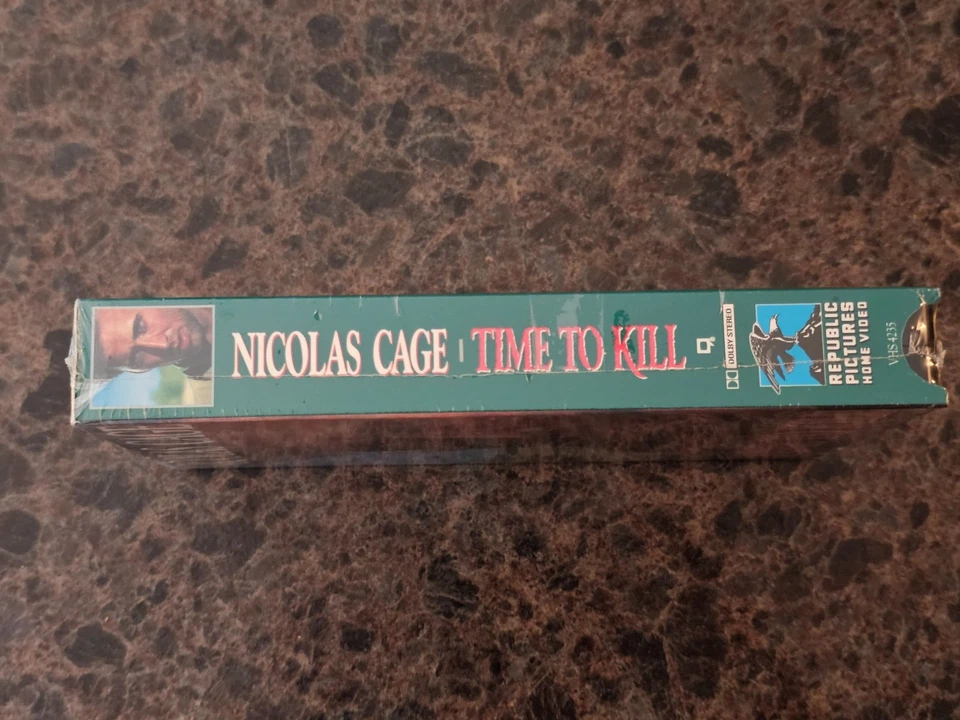 NICOLAS CAGE
TIME TO KILL
DOLBY STEREO
REPUBLIC
PICTURES
HOME VIDEO
VHS 4235